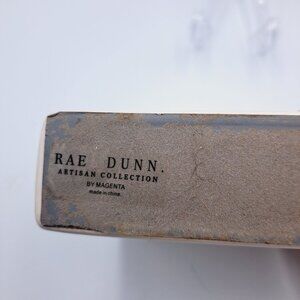 RAE DUNN.
ARTISAN COLLECTION
BY MAGENTA
made in china.